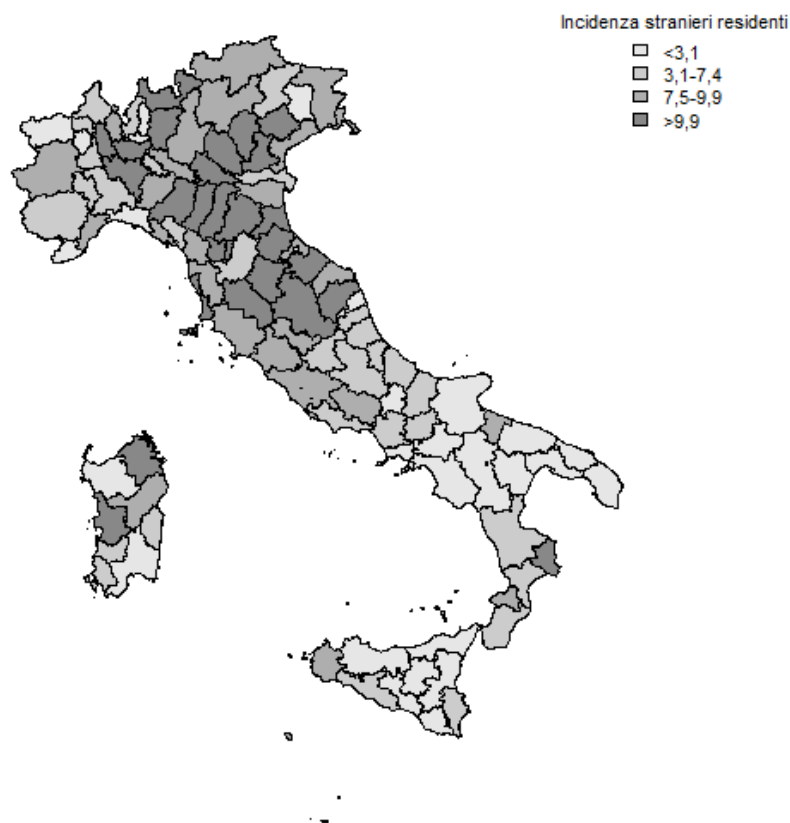 Incidenza stranieri residenti
<3,1
3,1-7,4
7,5-9,9
>9,9